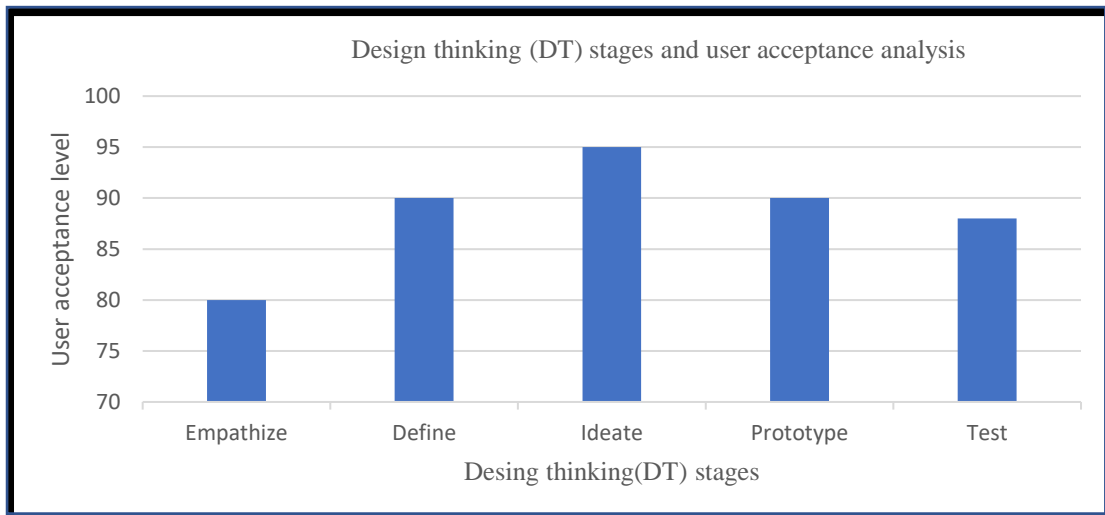 Design thinking (DT) stages and user acceptance analysis
100
95
90
85
80
75
70
User acceptance level
Empathize Define Ideate Prototype Test
Desing thinking(DT) stages